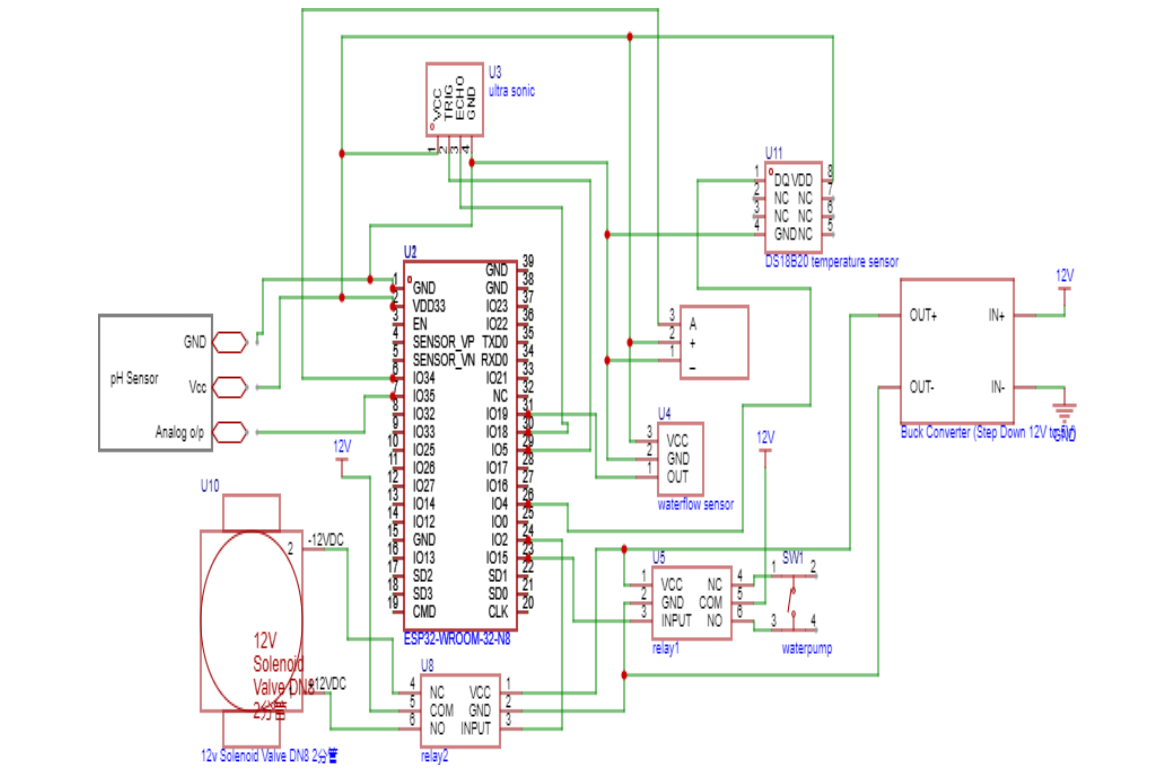 U3
ultra sonic
VCC
TRIG
ECHO
GND
1
2
3
4
U11
1 DQ VDD 8
2 NC NC 7
3 NC NC 6
4 GND NC 5
DS18B20 temperature sensor
U2
GND 39
1 GND GND 38
2 VDD33 IO23 37
3 EN IO22 36
4 SENSOR_VP TXD0 35
5 SENSOR_VN RXD0 34
6 IO34 IO21 33
7 IO35 NC 32
8 IO32 IO19 31
9 IO33 IO18 30
10 IO25 IO5 29
11 IO26 IO17 28
12 IO27 IO16 27
13 IO14 IO4 26
14 IO12 IO0 25
15 GND IO2 24
16 IO13 IO15 23
17 SD2 SD1 22
18 SD3 SD0 21
19 CMD CLK 20
ESP32-WROOM-32-N8
pH Sensor
GND
Vcc
Analog o/p
3 A
2 +
1 -
U4
3 VCC
2 GND
1 OUT
waterflow sensor
12V
OUT+ IN+
OUT- IN-
Buck Converter (Step Down 12V to 5V)
GND
12V
12V
U10
2 -12VDC
12V
Solenoid
Valve DN8
2分管
1 +12VDC
12v Solenoid Valve DN8 2分管
U5
1 VCC NC 4
2 GND COM 5
3 INPUT NO 6
relay1
SW1
1 2
3 4
waterpump
U8
4 NC VCC 1
5 COM GND 2
6 NO INPUT 3
relay2